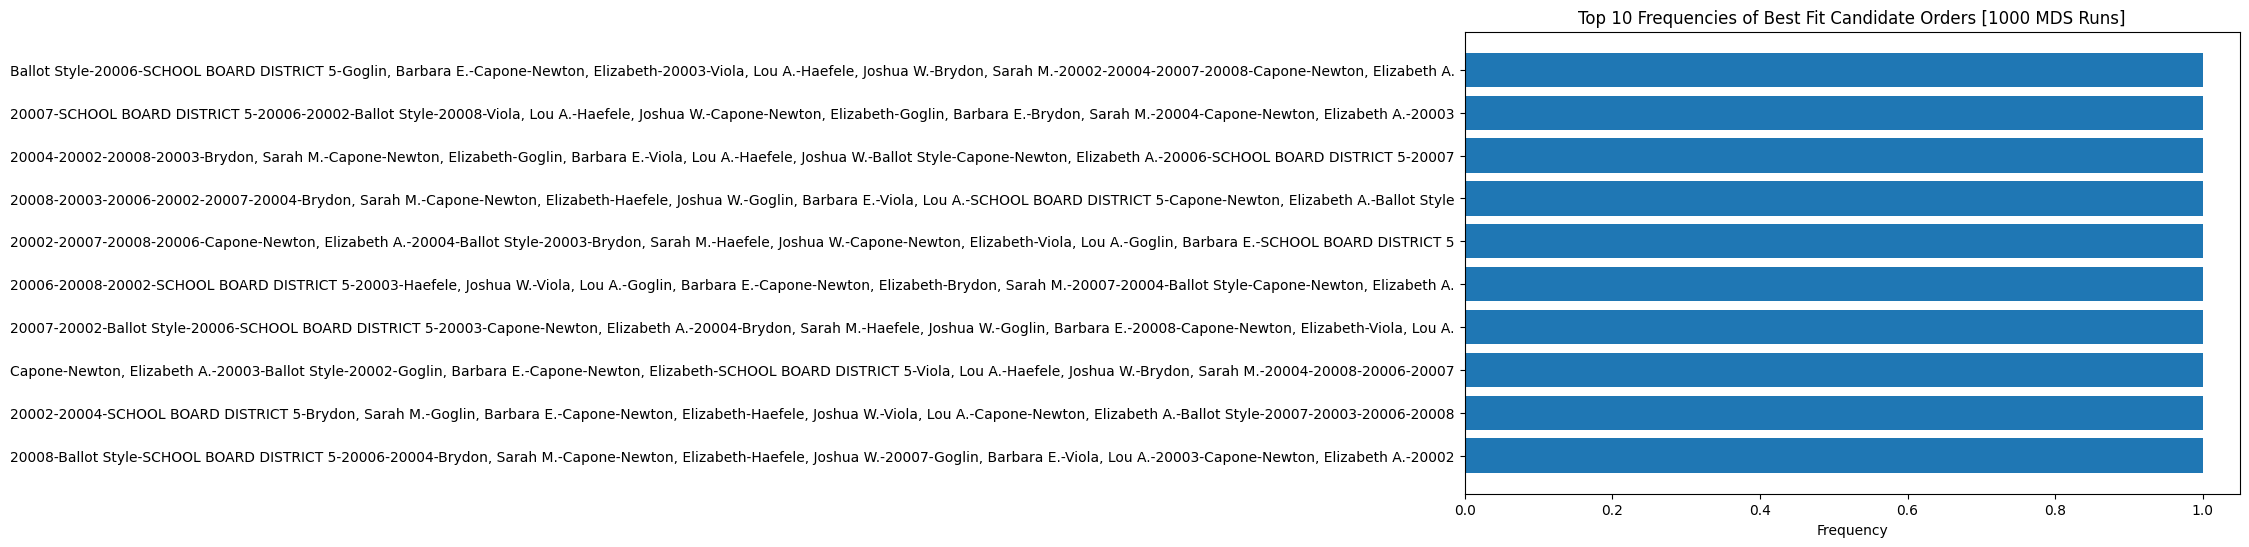 Top 10 Frequencies of Best Fit Candidate Orders [1000 MDS Runs]
Ballot Style-20006-SCHOOL BOARD DISTRICT 5-Goglin, Barbara E.-Capone-Newton, Elizabeth-20003-Viola, Lou A.-Haefele, Joshua W.-Brydon, Sarah M.-20002-20004-20007-20008-Capone-Newton, Elizabeth A.
20007-SCHOOL BOARD DISTRICT 5-20006-20002-Ballot Style-20008-Viola, Lou A.-Haefele, Joshua W.-Capone-Newton, Elizabeth-Goglin, Barbara E.-Brydon, Sarah M.-20004-Capone-Newton, Elizabeth A.-20003
20004-20002-20008-20003-Brydon, Sarah M.-Capone-Newton, Elizabeth-Goglin, Barbara E.-Viola, Lou A.-Haefele, Joshua W.-Ballot Style-Capone-Newton, Elizabeth A.-20006-SCHOOL BOARD DISTRICT 5-20007
20008-20003-20006-20002-20007-20004-Brydon, Sarah M.-Capone-Newton, Elizabeth-Haefele, Joshua W.-Goglin, Barbara E.-Viola, Lou A.-SCHOOL BOARD DISTRICT 5-Capone-Newton, Elizabeth A.-Ballot Style
20002-20007-20008-20006-Capone-Newton, Elizabeth A.-20004-Ballot Style-20003-Brydon, Sarah M.-Haefele, Joshua W.-Capone-Newton, Elizabeth-Viola, Lou A.-Goglin, Barbara E.-SCHOOL BOARD DISTRICT 5
20006-20008-20002-SCHOOL BOARD DISTRICT 5-20003-Haefele, Joshua W.-Viola, Lou A.-Goglin, Barbara E.-Capone-Newton, Elizabeth-Brydon, Sarah M.-20007-20004-Ballot Style-Capone-Newton, Elizabeth A.
20007-20002-Ballot Style-20006-SCHOOL BOARD DISTRICT 5-20003-Capone-Newton, Elizabeth A.-20004-Brydon, Sarah M.-Haefele, Joshua W.-Goglin, Barbara E.-20008-Capone-Newton, Elizabeth-Viola, Lou A.
Capone-Newton, Elizabeth A.-20003-Ballot Style-20002-Goglin, Barbara E.-Capone-Newton, Elizabeth-SCHOOL BOARD DISTRICT 5-Viola, Lou A.-Haefele, Joshua W.-Brydon, Sarah M.-20004-20008-20006-20007
20002-20004-SCHOOL BOARD DISTRICT 5-Brydon, Sarah M.-Goglin, Barbara E.-Capone-Newton, Elizabeth-Haefele, Joshua W.-Viola, Lou A.-Capone-Newton, Elizabeth A.-Ballot Style-20007-20003-20006-20008
20008-Ballot Style-SCHOOL BOARD DISTRICT 5-20006-20004-Brydon, Sarah M.-Capone-Newton, Elizabeth-Haefele, Joshua W.-20007-Goglin, Barbara E.-Viola, Lou A.-20003-Capone-Newton, Elizabeth A.-20002
0.0 0.2 0.4 0.6 0.8 1.0
Frequency